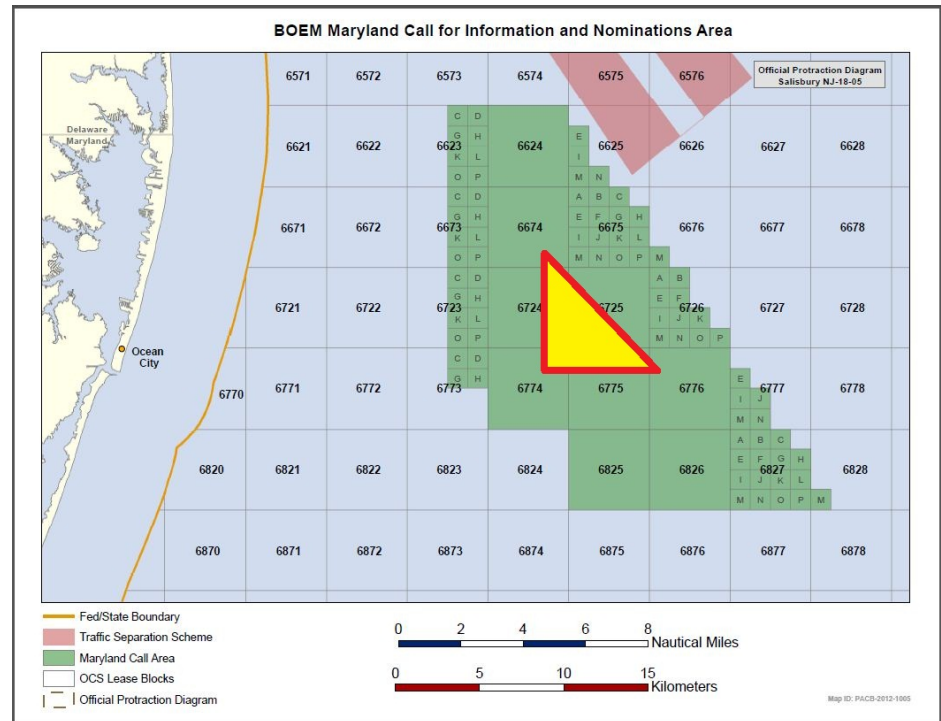 BOEM Maryland Call for Information and Nominations Area
6571 6572 6573 6574 6575 6576
Official Protraction Diagram
Salisbury NJ-18-05
Delaware
Maryland
C D
G H
K L
O P
E
I
M N
6621 6622 6623 6624 6625 6626 6627 6628
C D
G H
K L
O P
A B C
E F G H
I J K L
M N O P M
6671 6672 6673 6674 6675 6676 6677 6678
C D
G H
K L
O P
A B
E F
I J K
M N O P
6721 6722 6723 6724 6725 6726 6727 6728
Ocean
City
C D
G H
E
I J
M N
6770 6771 6772 6773 6774 6775 6776 6777 6778
A B C
E F G H
I J K L
M N O P M
6820 6821 6822 6823 6824 6825 6826 6827 6828
6870 6871 6872 6873 6874 6875 6876 6877 6878
Fed/State Boundary
Traffic Separation Scheme
Maryland Call Area
OCS Lease Blocks
Official Protraction Diagram
0 2 4 6 8
Nautical Miles
0 5 10 15
Kilometers
Map ID: PACB-2012-1005